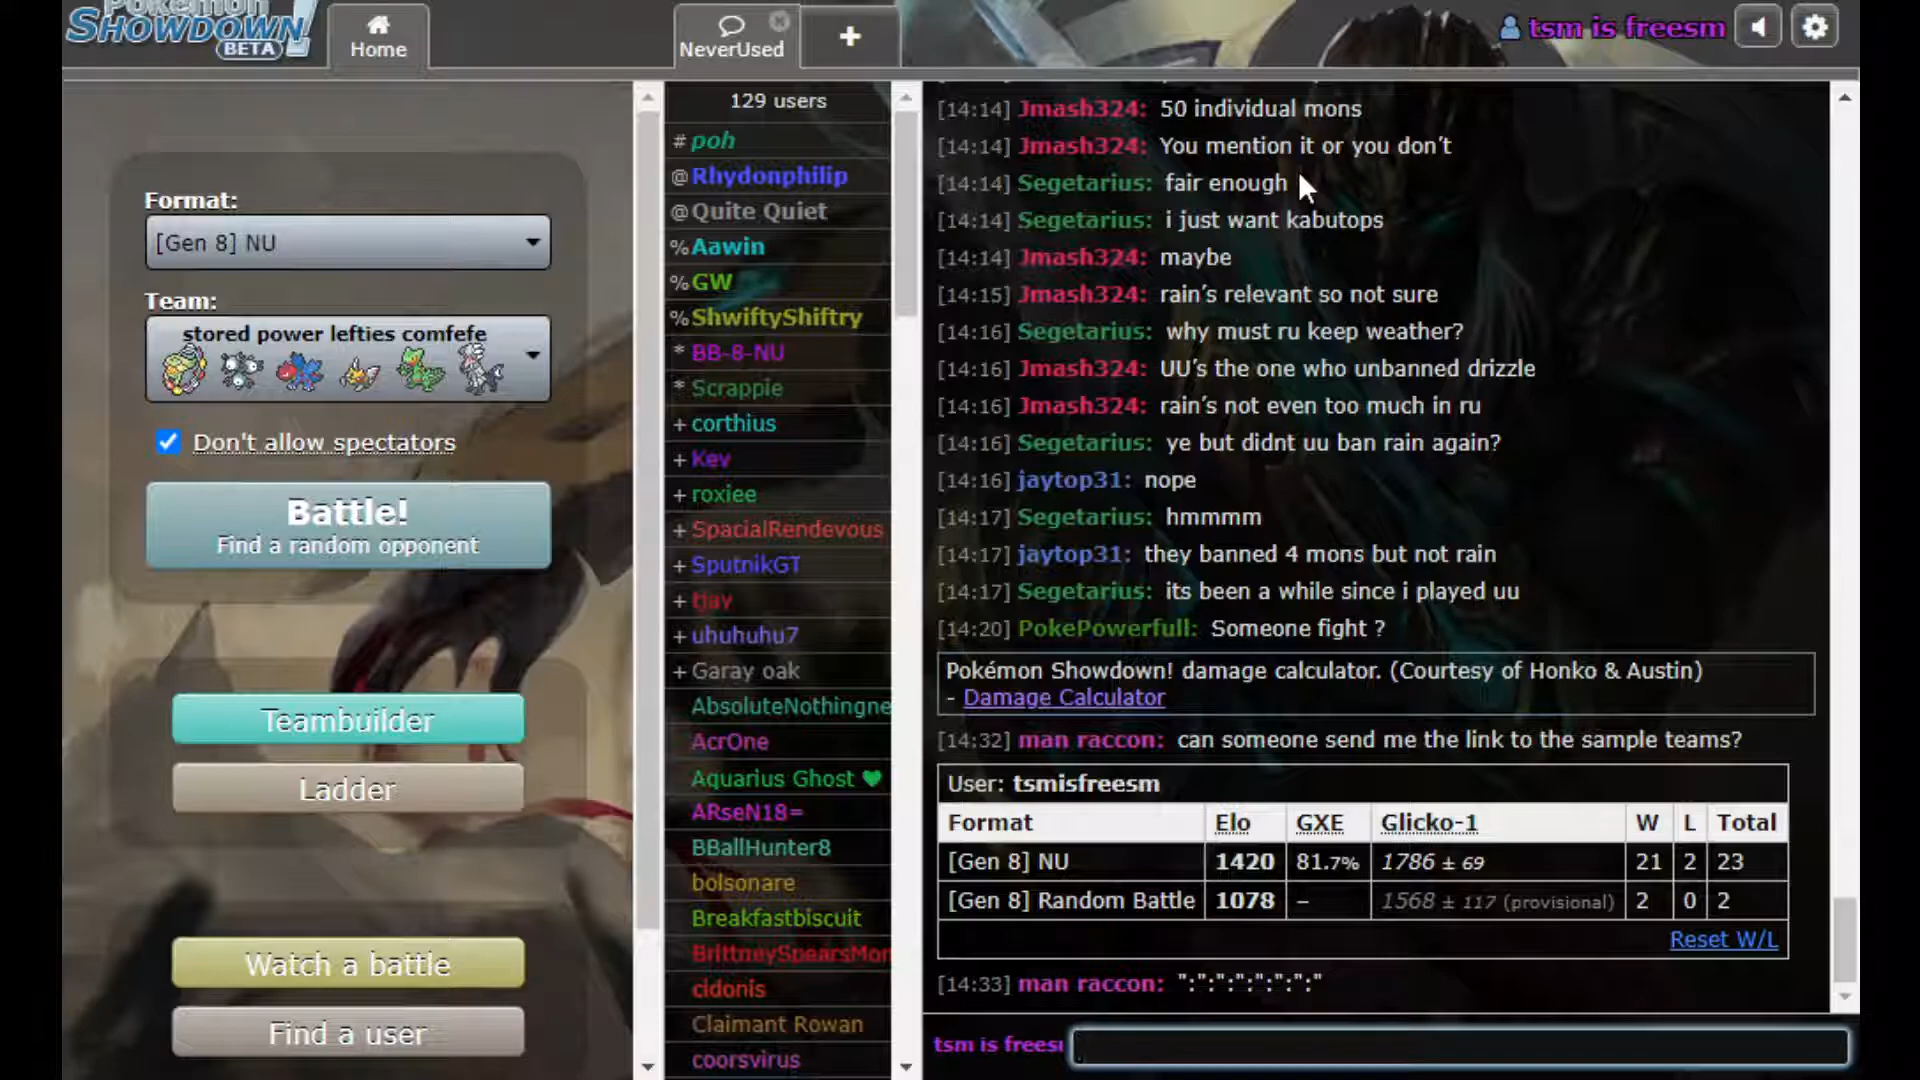 Pokémon
SHOWDOWN!
BETA
Home
NeverUsed
+
tsm is freesm
Format:
[Gen 8] NU
Team:
stored power lefties comfefe
Don't allow spectators
Battle!
Find a random opponent
Teambuilder
Ladder
Watch a battle
Find a user
129 users
#poh
@Rhydonphilip
@Quite Quiet
%Aawin
%GW
%ShwiftyShiftry
* BB-8-NU
* Scrappie
+ corthius
+ Kev
+ roxiee
+ SpacialRendevous
+ SputnikGT
+ tjay
+ uhuhuhu7
+ Garay oak
AbsoluteNothingne
AcrOne
Aquarius Ghost ♥
ARseN18=
BBallHunter8
bolsonare
Breakfastbiscuit
BrittneySpearsMon
cldonis
Claimant Rowan
coorsvirus
[14:14] Jmash324: 50 individual mons
[14:14] Jmash324: You mention it or you don't
[14:14] Segetarius: fair enough
[14:14] Segetarius: i just want kabutops
[14:14] Jmash324: maybe
[14:15] Jmash324: rain's relevant so not sure
[14:16] Segetarius: why must ru keep weather?
[14:16] Jmash324: UU's the one who unbanned drizzle
[14:16] Jmash324: rain's not even too much in ru
[14:16] Segetarius: ye but didnt uu ban rain again?
[14:16] jaytop31: nope
[14:17] Segetarius: hmmmm
[14:17] jaytop31: they banned 4 mons but not rain
[14:17] Segetarius: its been a while since i played uu
[14:20] PokePowerfull: Someone fight ?
Pokémon Showdown! damage calculator. (Courtesy of Honko & Austin)
- Damage Calculator
[14:32] man raccon: can someone send me the link to the sample teams?
User: tsmisfreesm
Format Elo GXE Glicko-1 W L Total
[Gen 8] NU 1420 81.7% 1786 ± 69 21 2 23
[Gen 8] Random Battle 1078 – 1568 ± 117 (provisional) 2 0 2
Reset W/L
[14:33] man raccon: ":":":":":":":"
tsm is frees